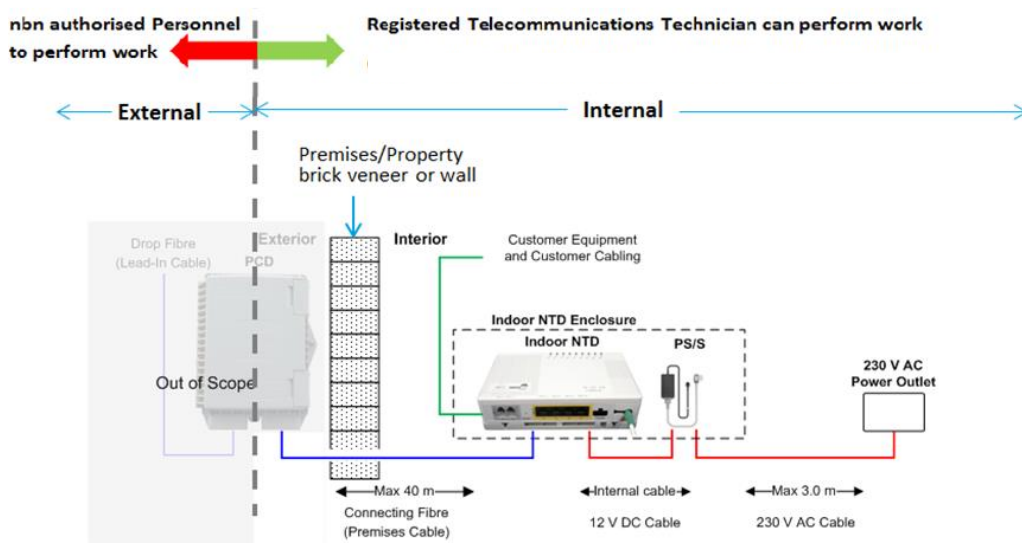 nbn authorised Personnel
to perform work
Registered Telecommunications Technician can perform work
External
Internal
Premises/Property
brick veneer or wall
Drop Fibre
(Lead-In Cable)
Exterior
PCD
Interior
Customer Equipment
and Customer Cabling
Out of Scope
Indoor NTD Enclosure
Indoor NTD
PS/S
230 V AC
Power Outlet
Max 40 m
Connecting Fibre
(Premises Cable)
Internal cable
12 V DC Cable
Max 3.0 m
230 V AC Cable